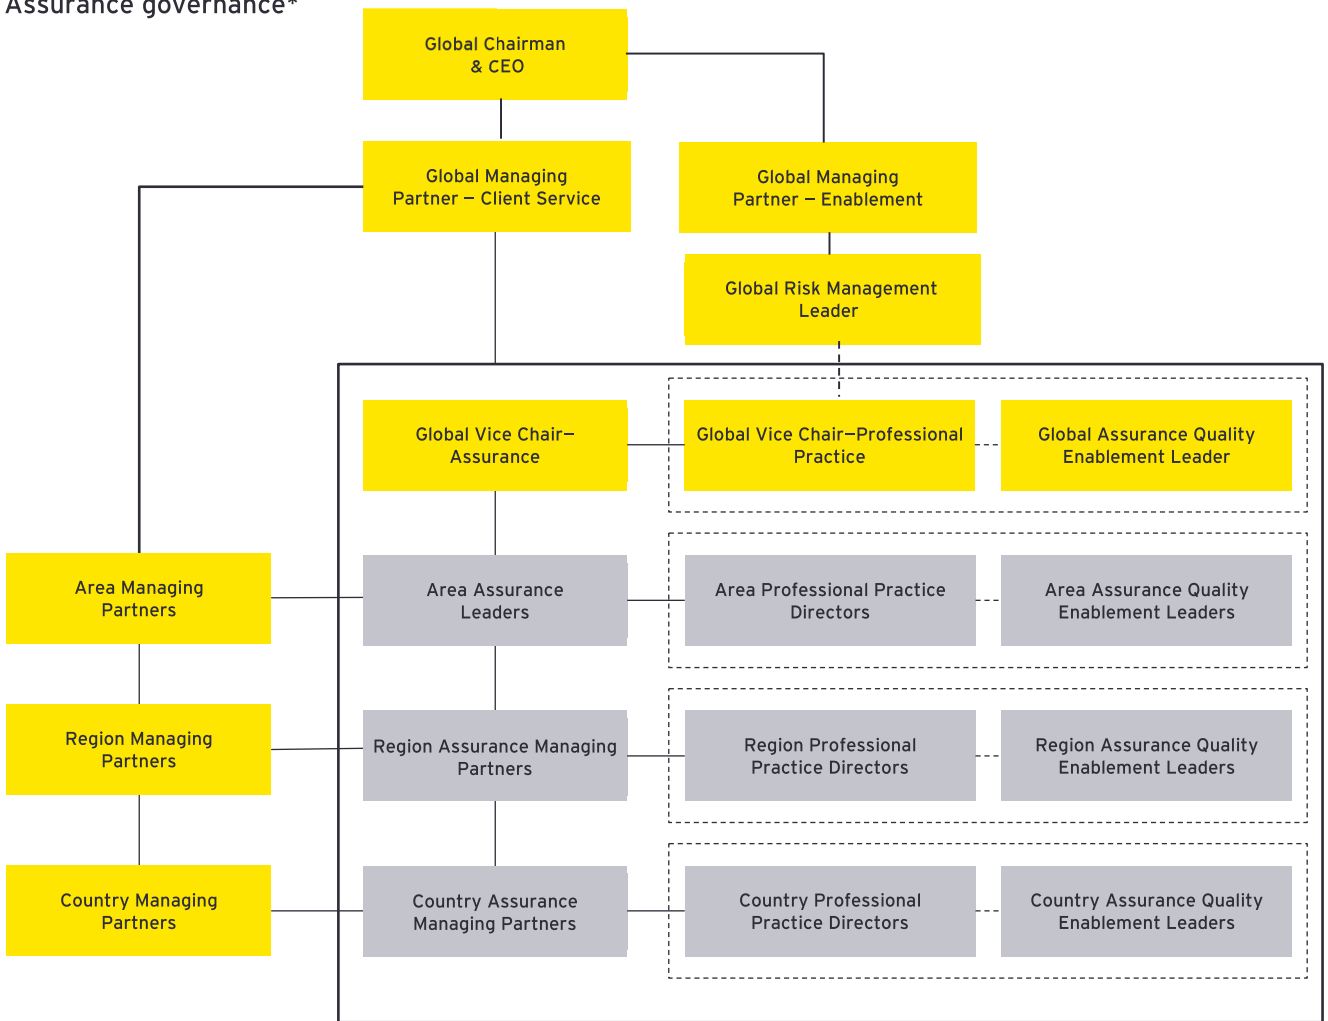 Assurance governance*
Global Chairman
& CEO
Global Managing
Partner – Client Service
Global Managing
Partner – Enablement
Global Risk Management
Leader
Global Vice Chair–
Assurance
Global Vice Chair–Professional
Practice
Global Assurance Quality
Enablement Leader
Area Managing
Partners
Area Assurance
Leaders
Area Professional Practice
Directors
Area Assurance Quality
Enablement Leaders
Region Managing
Partners
Region Assurance Managing
Partners
Region Professional
Practice Directors
Region Assurance Quality
Enablement Leaders
Country Managing
Partners
Country Assurance
Managing Partners
Country Professional
Practice Directors
Country Assurance Quality
Enablement Leaders